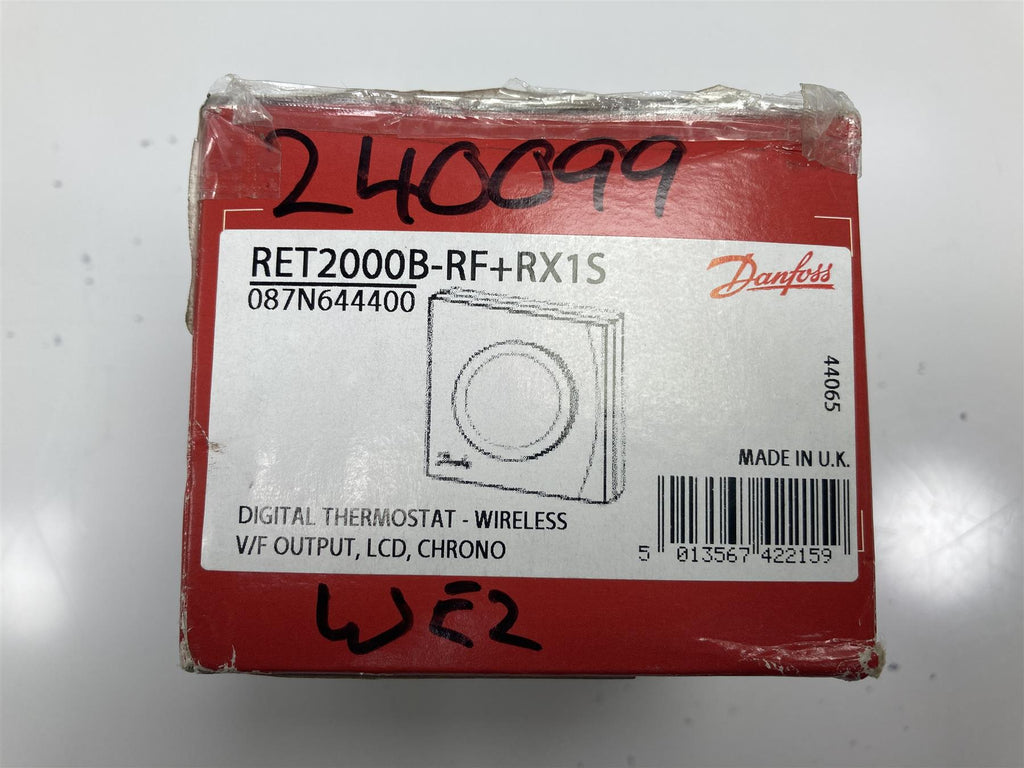 240099
RET2000B-RF+RX1S
087N644400
Danfoss
44065
MADE IN U.K.
DIGITAL THERMOSTAT - WIRELESS
V/F OUTPUT, LCD, CHRONO
5 013567 422159
WE2